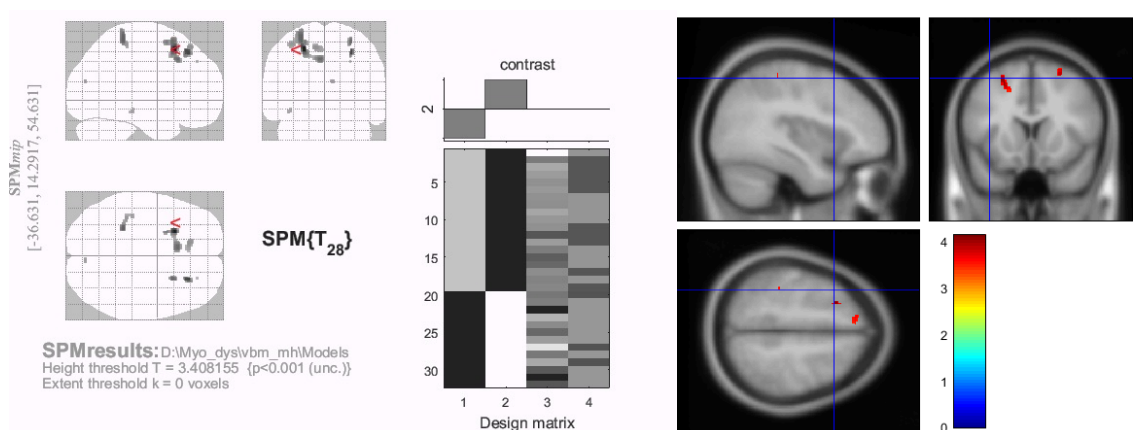 SPMmip
[-36.631, 14.2917, 54.631]
<
<
<
SPM{T28}
SPMresults: D:\Myo_dys\vbm_mh\Models
Height threshold T = 3.408155 {p<0.001 (unc.)}
Extent threshold k = 0 voxels
contrast
2
5
10
15
20
25
30
1 2 3 4
Design matrix
4
3
2
1
0